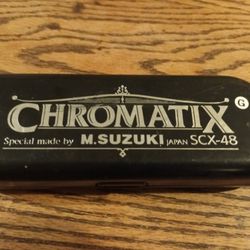 CHROMATIX
G
Special made by M.SUZUKI JAPAN SCX-48